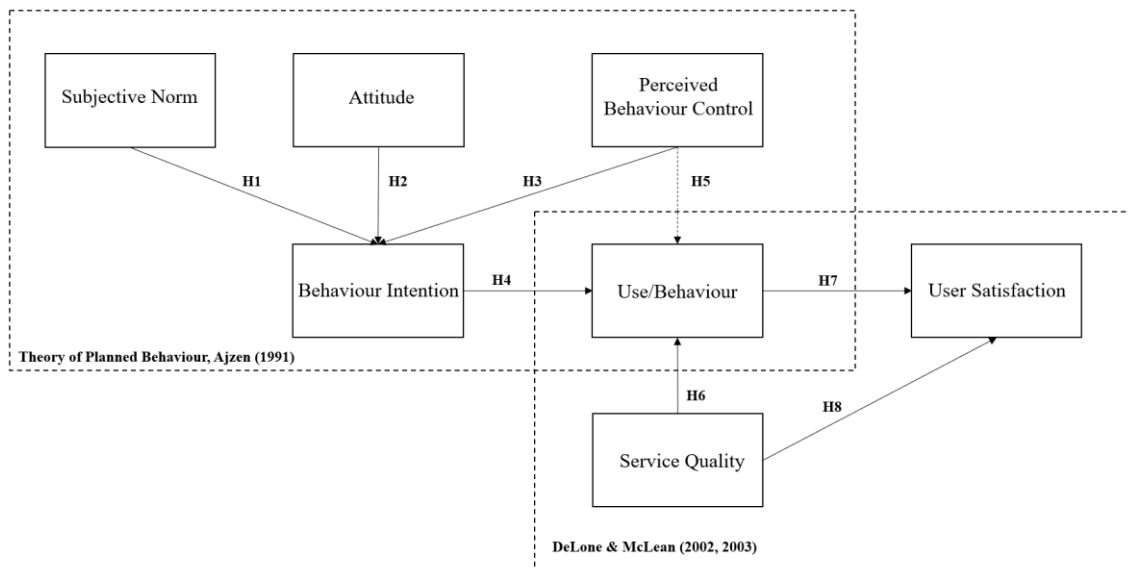 Subjective Norm
Attitude
Perceived
Behaviour Control
H1
H2
H3
H5
Behaviour Intention
H4
Use/Behaviour
H7
User Satisfaction
Theory of Planned Behaviour, Ajzen (1991)
H6
H8
Service Quality
DeLone & McLean (2002, 2003)